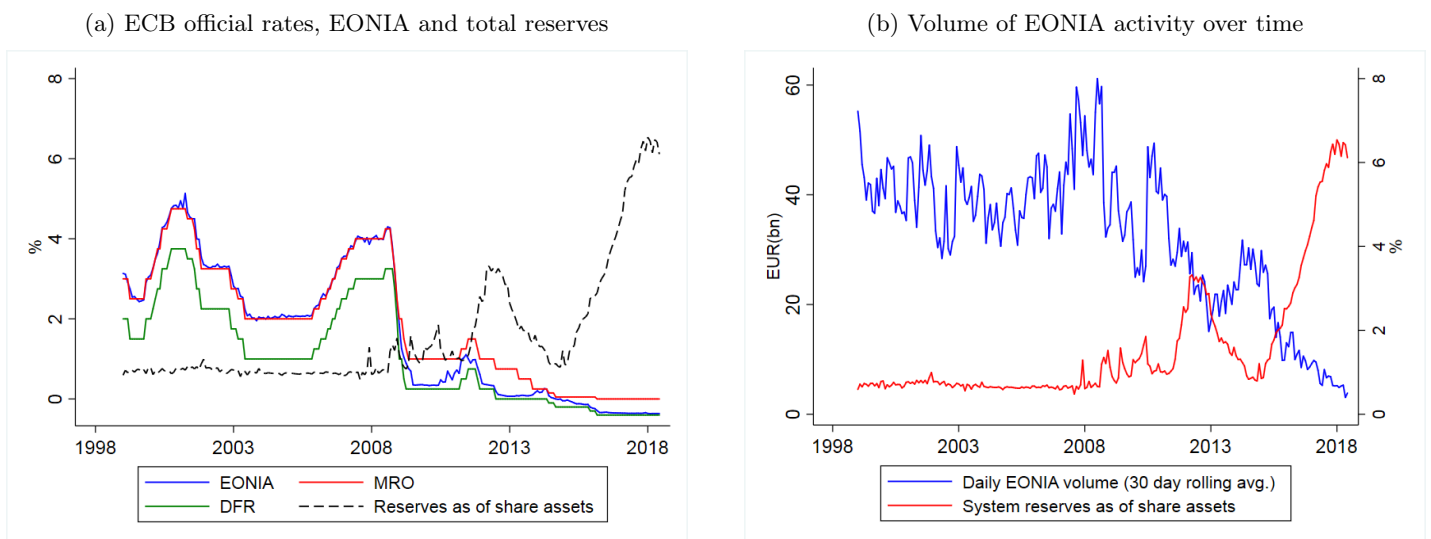 (a) ECB official rates, EONIA and total reserves
8
6
4
2
0
%
1998 2003 2008 2013 2018
EONIA MRO
DFR Reserves as of share assets
(b) Volume of EONIA activity over time
60
40
20
0
EUR(bn)
8
6
4
2
0
%
1998 2003 2008 2013 2018
Daily EONIA volume (30 day rolling avg.)
System reserves as of share assets